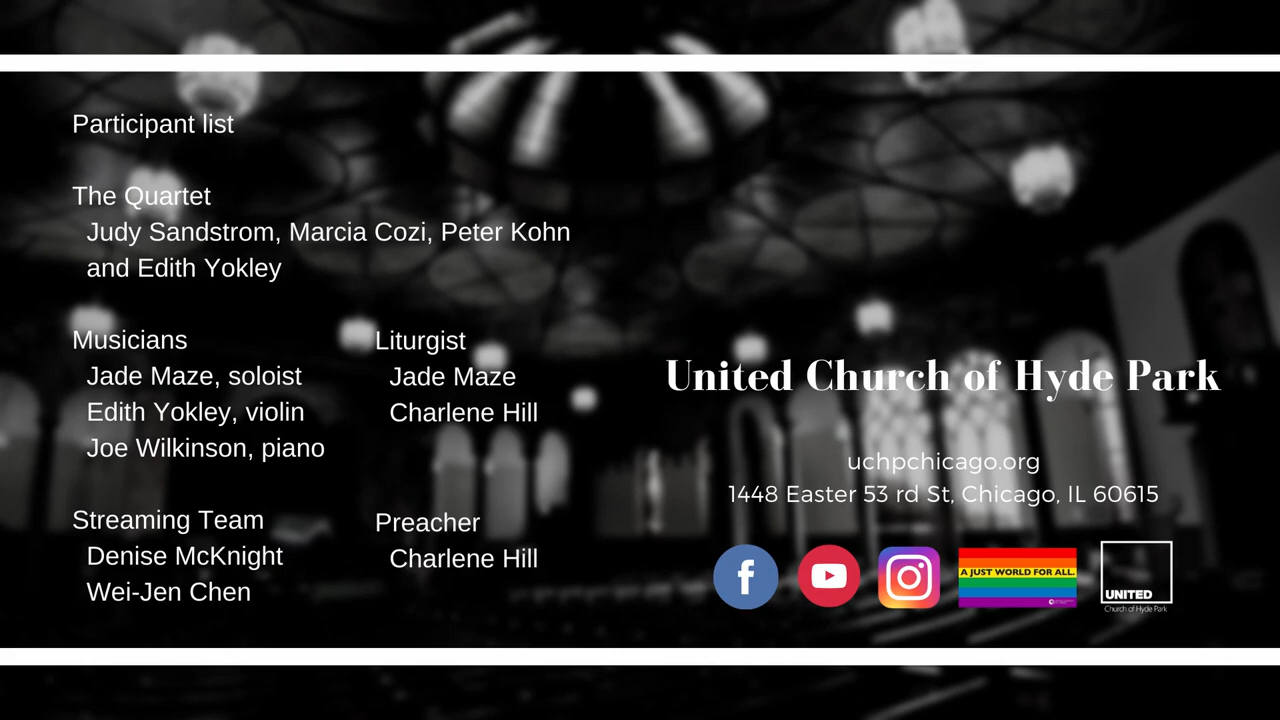 Participant list
The Quartet
Judy Sandstrom, Marcia Cozi, Peter Kohn
and Edith Yokley
Musicians
Jade Maze, soloist
Edith Yokley, violin
Joe Wilkinson, piano
Liturgist
Jade Maze
Charlene Hill
Streaming Team
Denise McKnight
Wei-Jen Chen
Preacher
Charlene Hill
United Church of Hyde Park
uchpchicago.org
1448 Easter 53 rd St, Chicago, IL 60615
A JUST WORLD FOR ALL.
UNITED
Church of Hyde Park